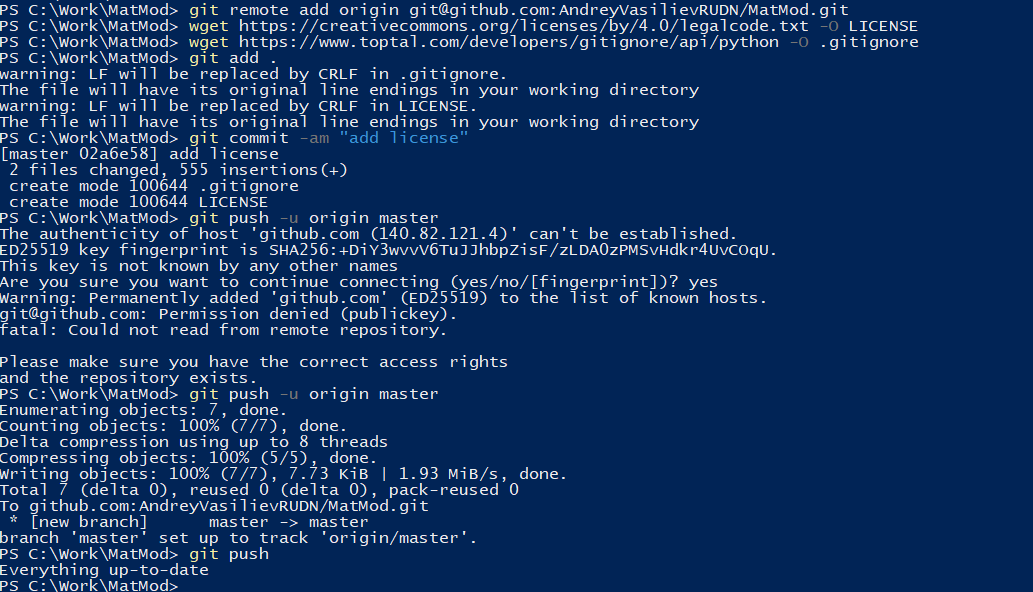 PS C:\Work\MatMod> git remote add origin git@github.com:AndreyVasilievRUDN/MatMod.git
PS C:\Work\MatMod> wget https://creativecommons.org/licenses/by/4.0/legalcode.txt -O LICENSE
PS C:\Work\MatMod> wget https://www.toptal.com/developers/gitignore/api/python -O .gitignore
PS C:\Work\MatMod> git add .
warning: LF will be replaced by CRLF in .gitignore.
The file will have its original line endings in your working directory
warning: LF will be replaced by CRLF in LICENSE.
The file will have its original line endings in your working directory
PS C:\Work\MatMod> git commit -am "add license"
[master 02a6e58] add license
 2 files changed, 555 insertions(+)
 create mode 100644 .gitignore
 create mode 100644 LICENSE
PS C:\Work\MatMod> git push -u origin master
The authenticity of host 'github.com (140.82.121.4)' can't be established.
ED25519 key fingerprint is SHA256:+DiY3wvvV6TuJJhbpZisF/zLDA0zPMSvHdkr4UvCOqU.
This key is not known by any other names
Are you sure you want to continue connecting (yes/no/[fingerprint])? yes
Warning: Permanently added 'github.com' (ED25519) to the list of known hosts.
git@github.com: Permission denied (publickey).
fatal: Could not read from remote repository.

Please make sure you have the correct access rights
and the repository exists.
PS C:\Work\MatMod> git push -u origin master
Enumerating objects: 7, done.
Counting objects: 100% (7/7), done.
Delta compression using up to 8 threads
Compressing objects: 100% (5/5), done.
Writing objects: 100% (7/7), 7.73 KiB | 1.93 MiB/s, done.
Total 7 (delta 0), reused 0 (delta 0), pack-reused 0
To github.com:AndreyVasilievRUDN/MatMod.git
 * [new branch]      master -> master
branch 'master' set up to track 'origin/master'.
PS C:\Work\MatMod> git push
Everything up-to-date
PS C:\Work\MatMod>